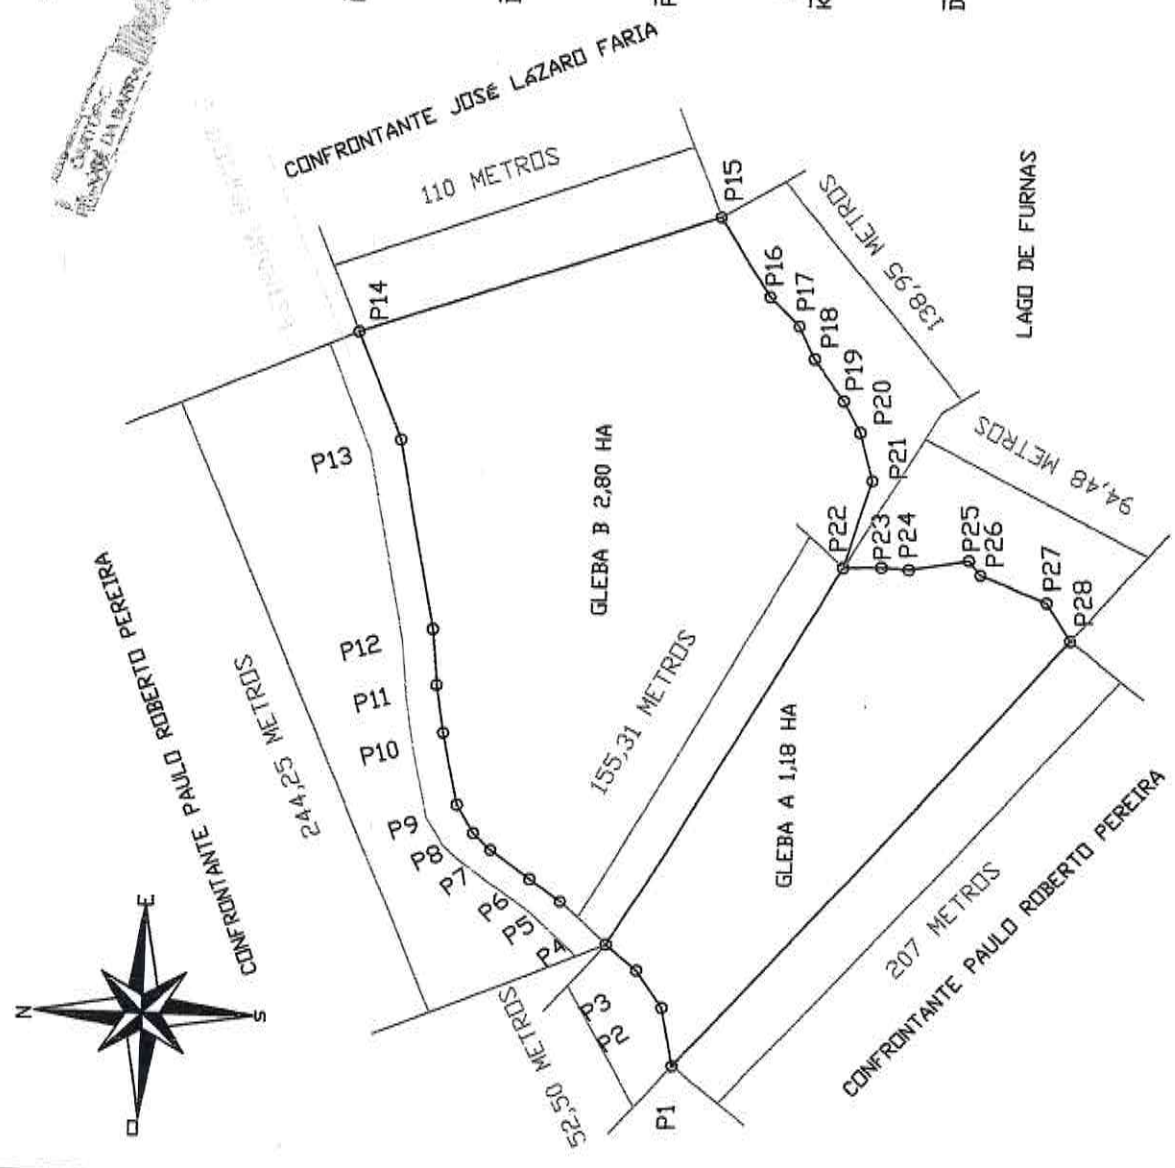 CARTÓRIO
CONFRONTANTE JOSÉ LÁZARO FARIA
110 METROS
P15
P14
P16
P17
P18
P19
P20
P21
138,95 METROS
LAGO DE FURNAS
P13
CONFRONTANTE PAULO ROBERTO PEREIRA
244,25 METROS
GLEBA B 2,80 HA
P22
P23
P24
P25
P26
P27
P28
94,48 METROS
P12
P11
P10
P9
P8
P7
P6
P5
P4
155,31 METROS
GLEBA A 1,18 HA
N
E
S
O
52,50 METROS
P3
P2
P1
207 METROS
CONFRONTANTE PAULO ROBERTO PEREIRA